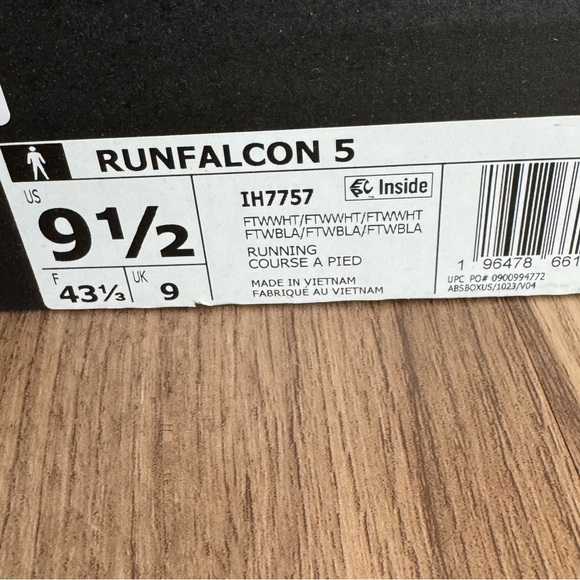 RUNFALCON 5
US
9½
F
43⅓
UK
9
IH7757
Inside
FTWWHT/FTWWHT/FTWWHT
FTWBLA/FTWBLA/FTWBLA
RUNNING
COURSE A PIED
MADE IN VIETNAM
FABRIQUÉ AU VIETNAM
1 96478 661
UPC PO# 0900994772
ABSBOXUS/1023/V04